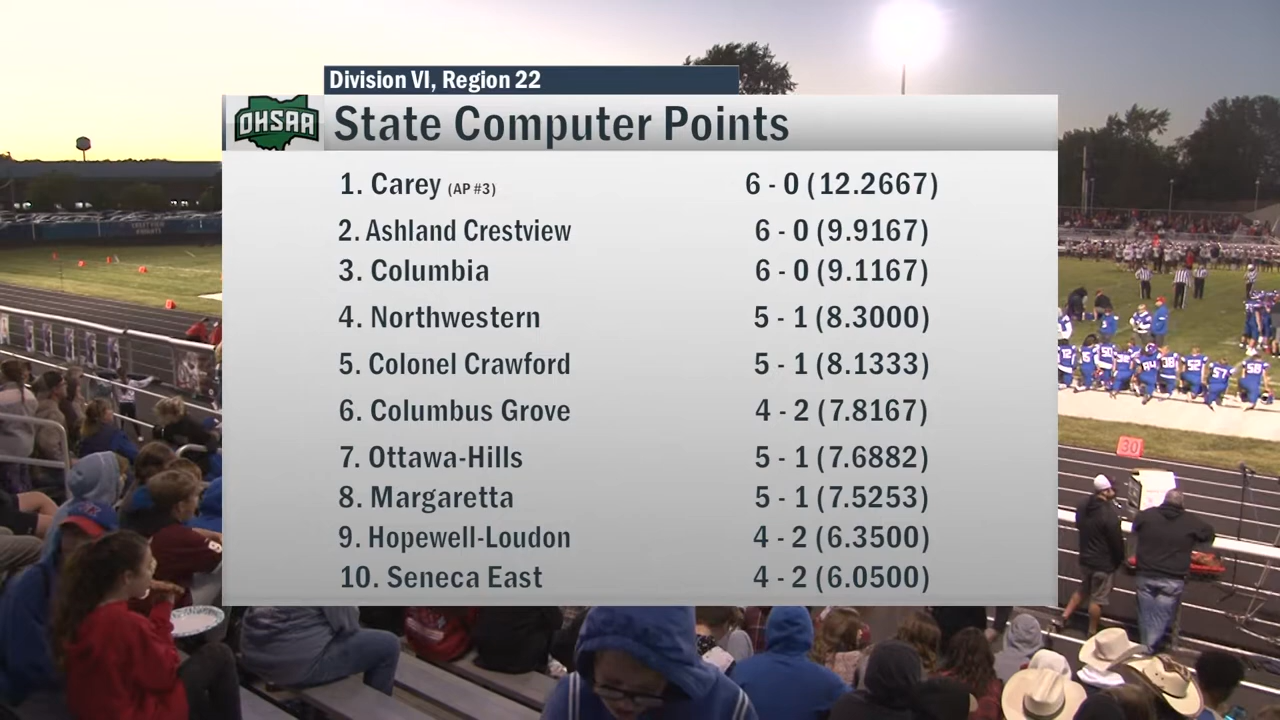 Division VI, Region 22
OHSAA
State Computer Points
1. Carey (AP #3) 6 - 0 (12.2667)
2. Ashland Crestview 6 - 0 (9.9167)
3. Columbia 6 - 0 (9.1167)
4. Northwestern 5 - 1 (8.3000)
5. Colonel Crawford 5 - 1 (8.1333)
6. Columbus Grove 4 - 2 (7.8167)
7. Ottawa-Hills 5 - 1 (7.6882)
8. Margaretta 5 - 1 (7.5253)
9. Hopewell-Loudon 4 - 2 (6.3500)
10. Seneca East 4 - 2 (6.0500)
30